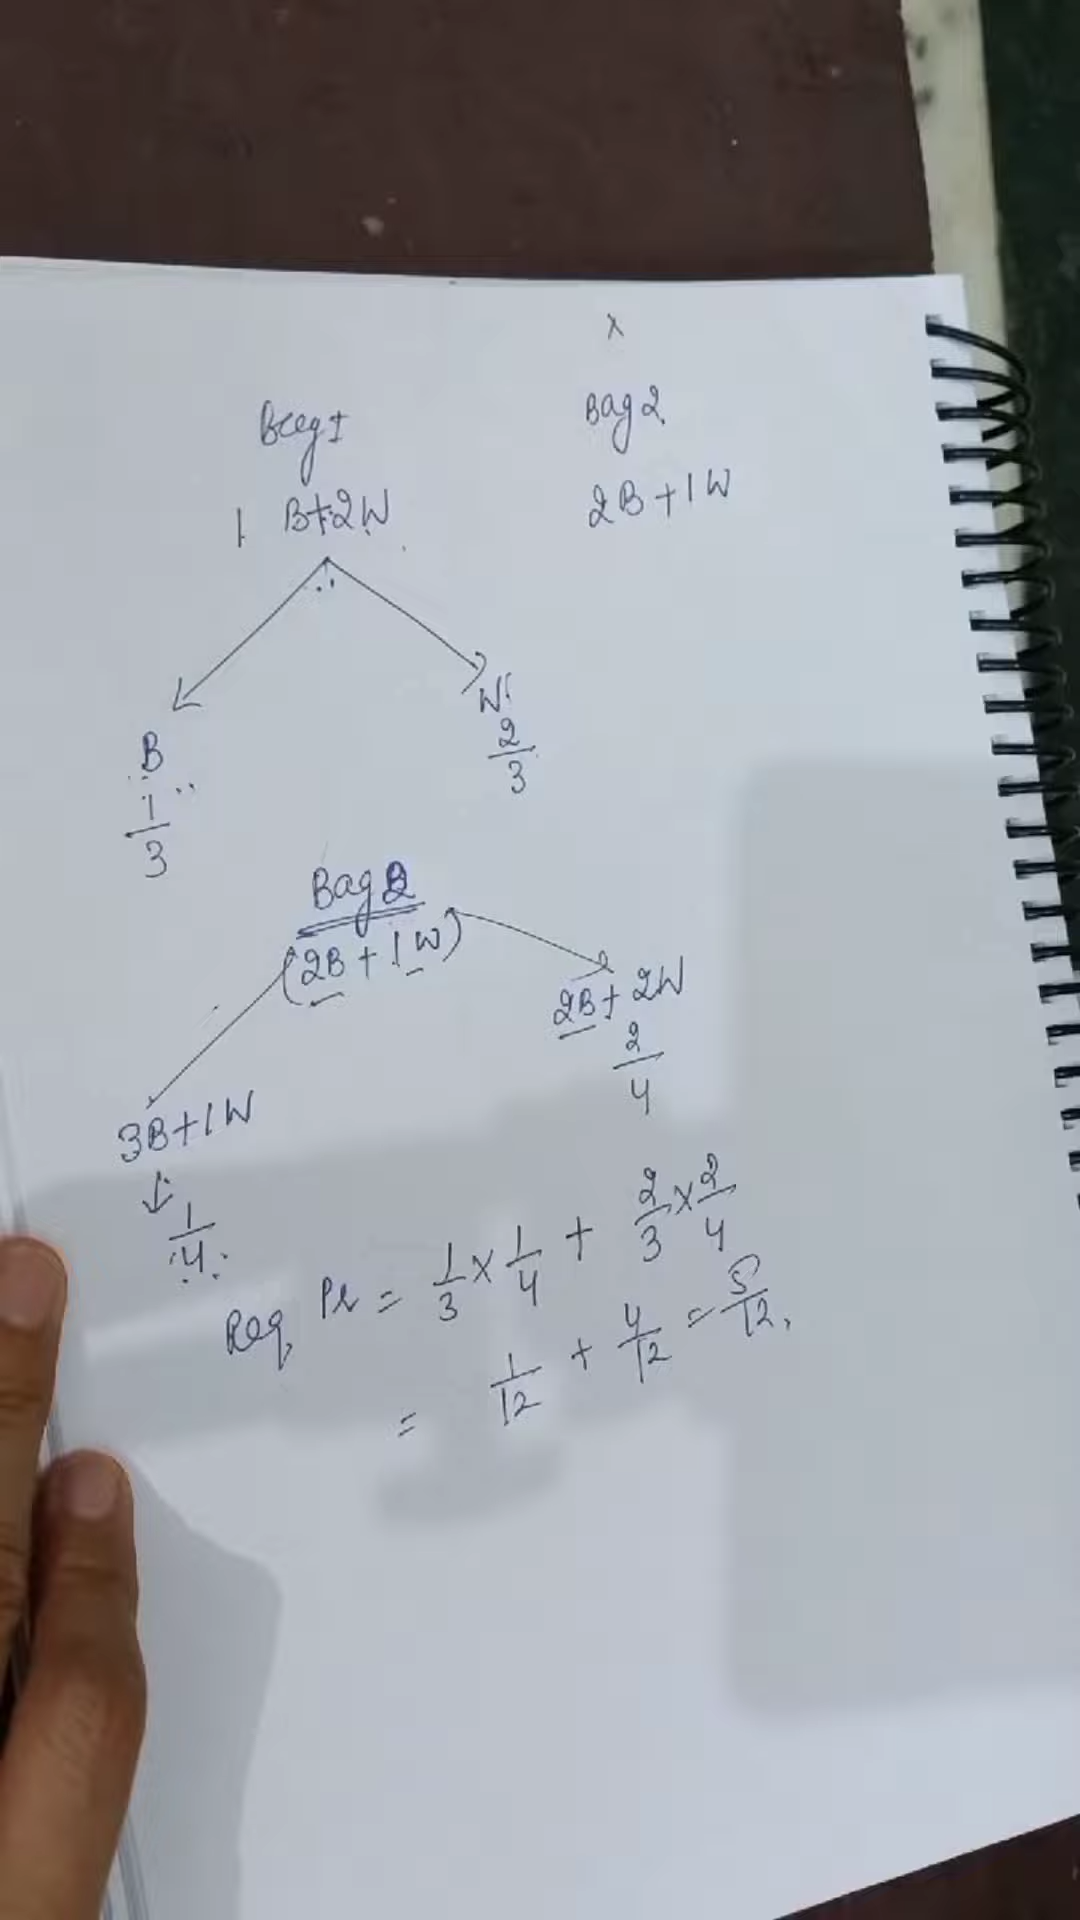 x
Bag 1 Bag 2
1 B+2W 2B+1W
B W
1/3 2/3
Bag 2
(2B+1W)
2B+2W
2/4
3B+1W
↓
1/4
Req Pr = 1/3 × 1/4 + 2/3 × 2/4
= 1/12 + 4/12 = 5/12,